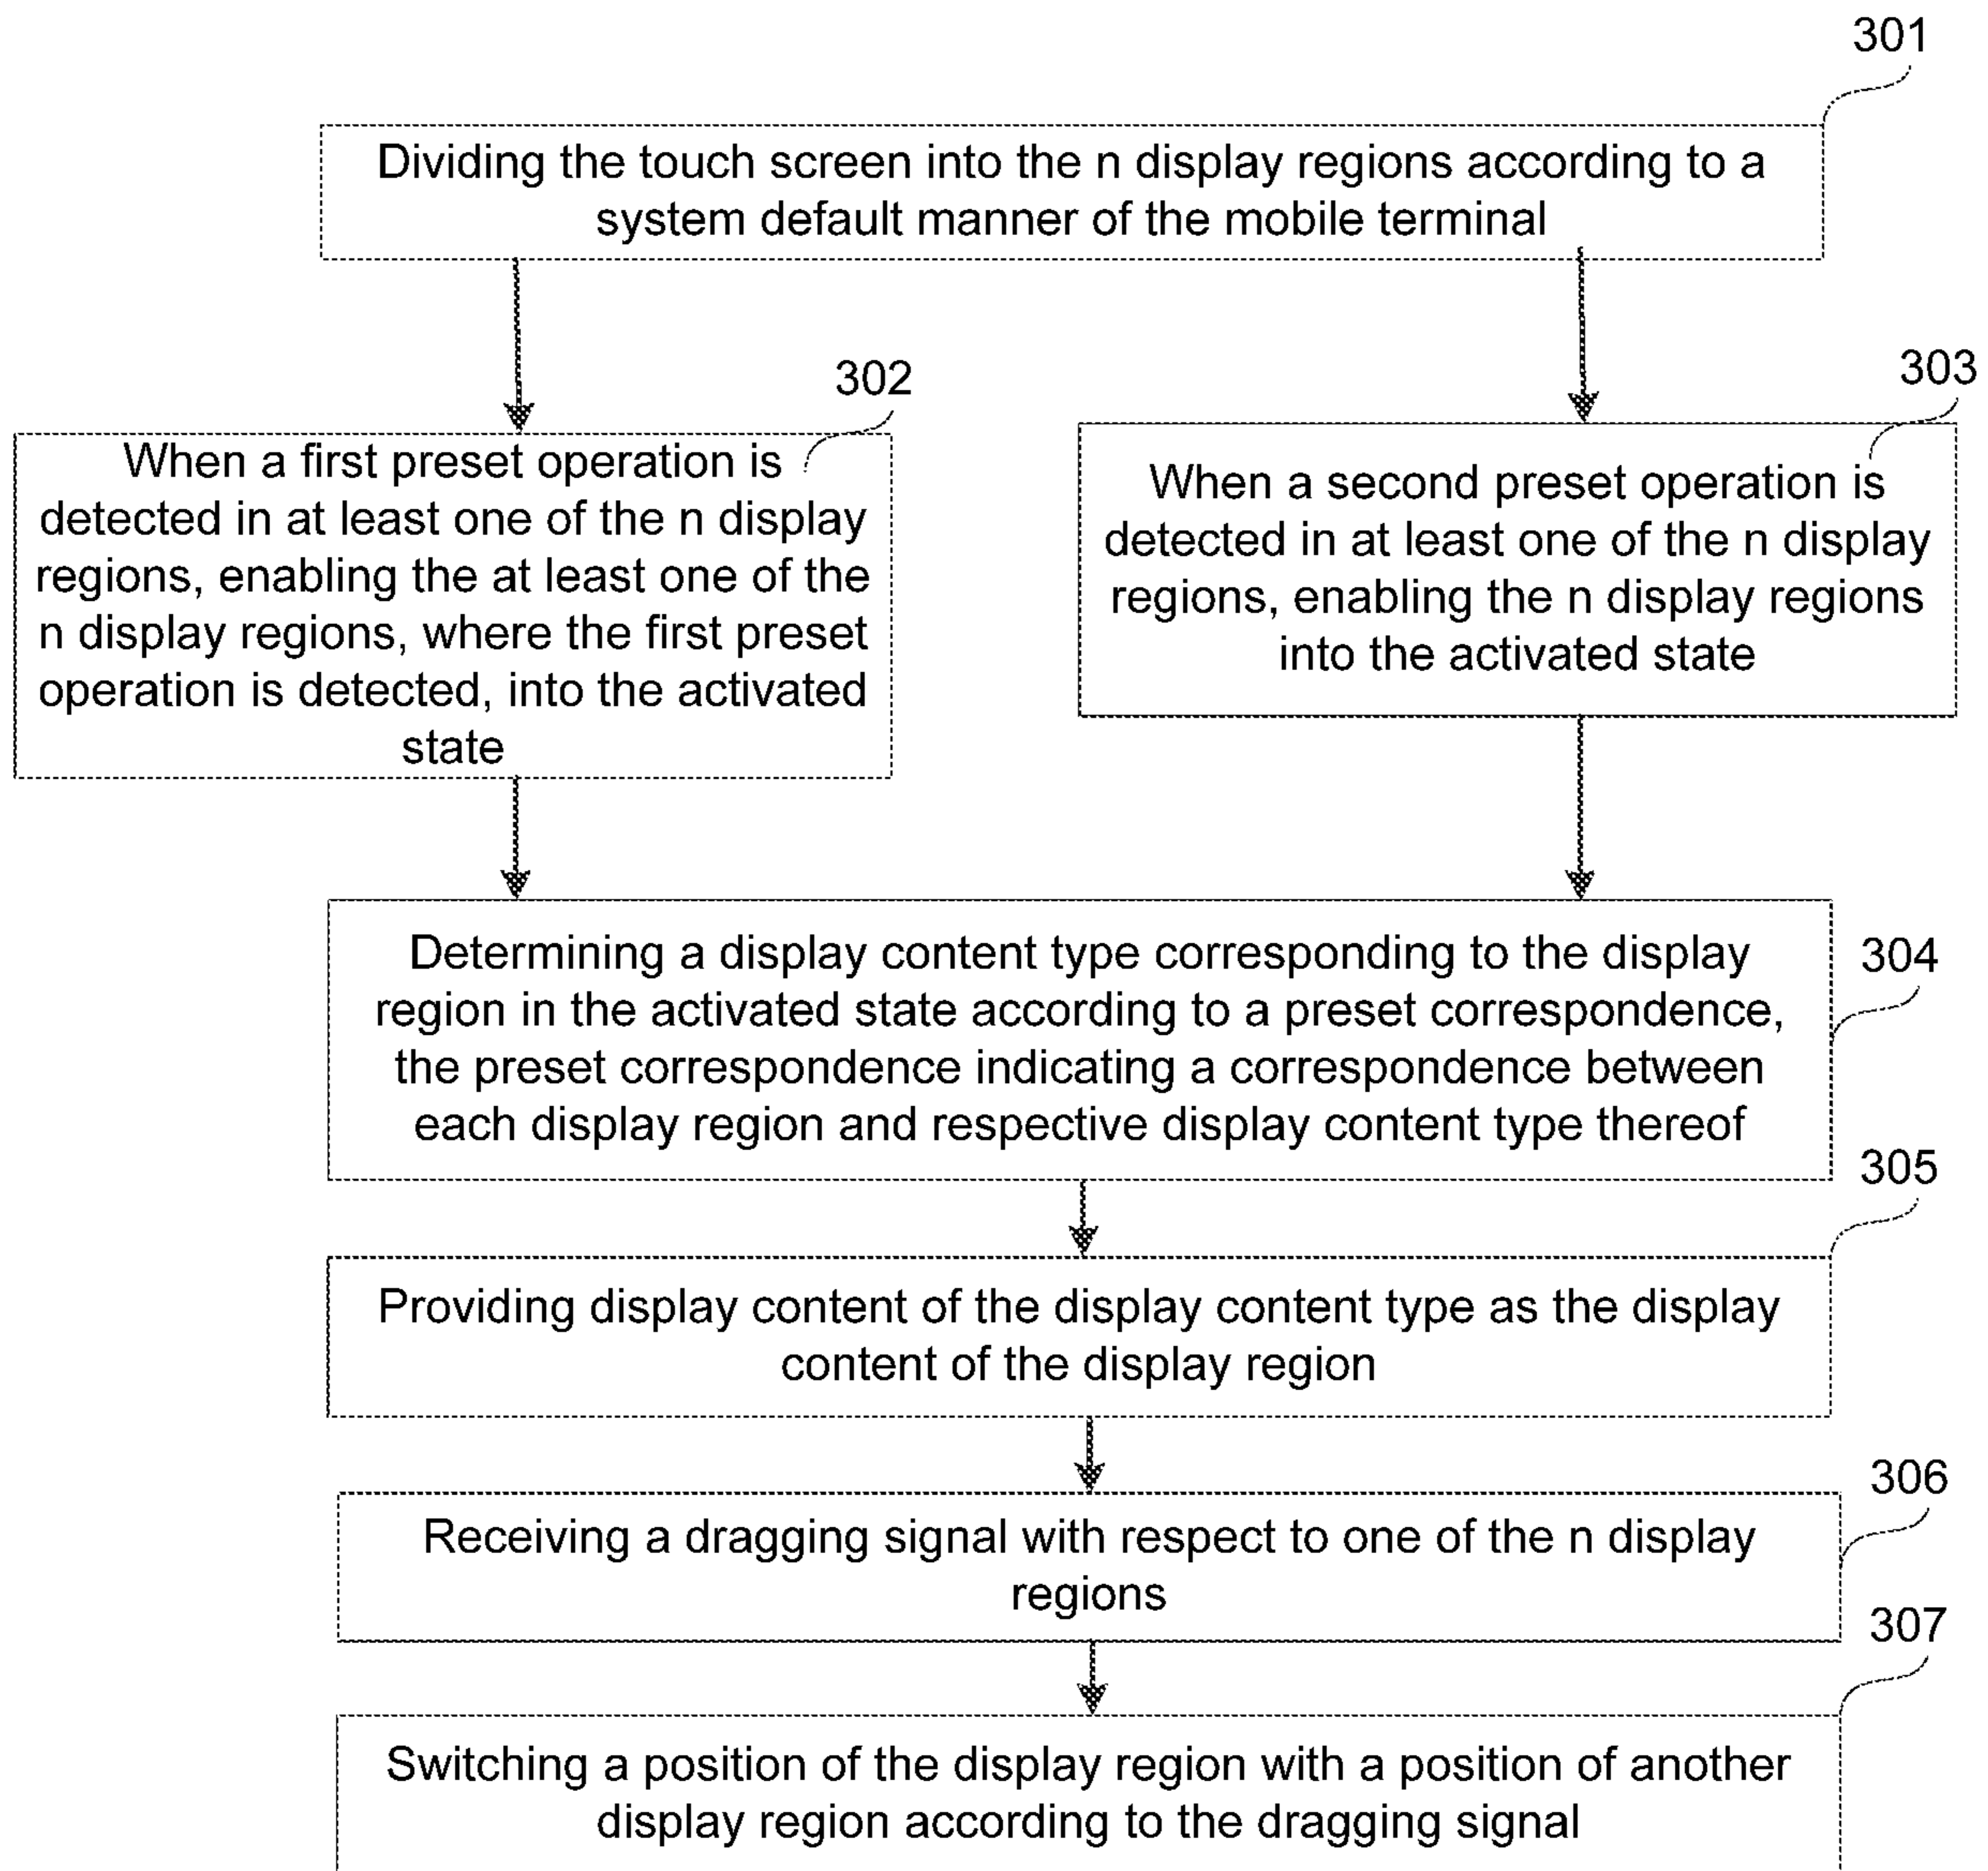 301
Dividing the touch screen into the n display regions according to a
system default manner of the mobile terminal
302
When a first preset operation is
detected in at least one of the n display
regions, enabling the at least one of the
n display regions, where the first preset
operation is detected, into the activated
state
303
When a second preset operation is
detected in at least one of the n display
regions, enabling the n display regions
into the activated state
304
Determining a display content type corresponding to the display
region in the activated state according to a preset correspondence,
the preset correspondence indicating a correspondence between
each display region and respective display content type thereof
305
Providing display content of the display content type as the display
content of the display region
306
Receiving a dragging signal with respect to one of the n display
regions
307
Switching a position of the display region with a position of another
display region according to the dragging signal